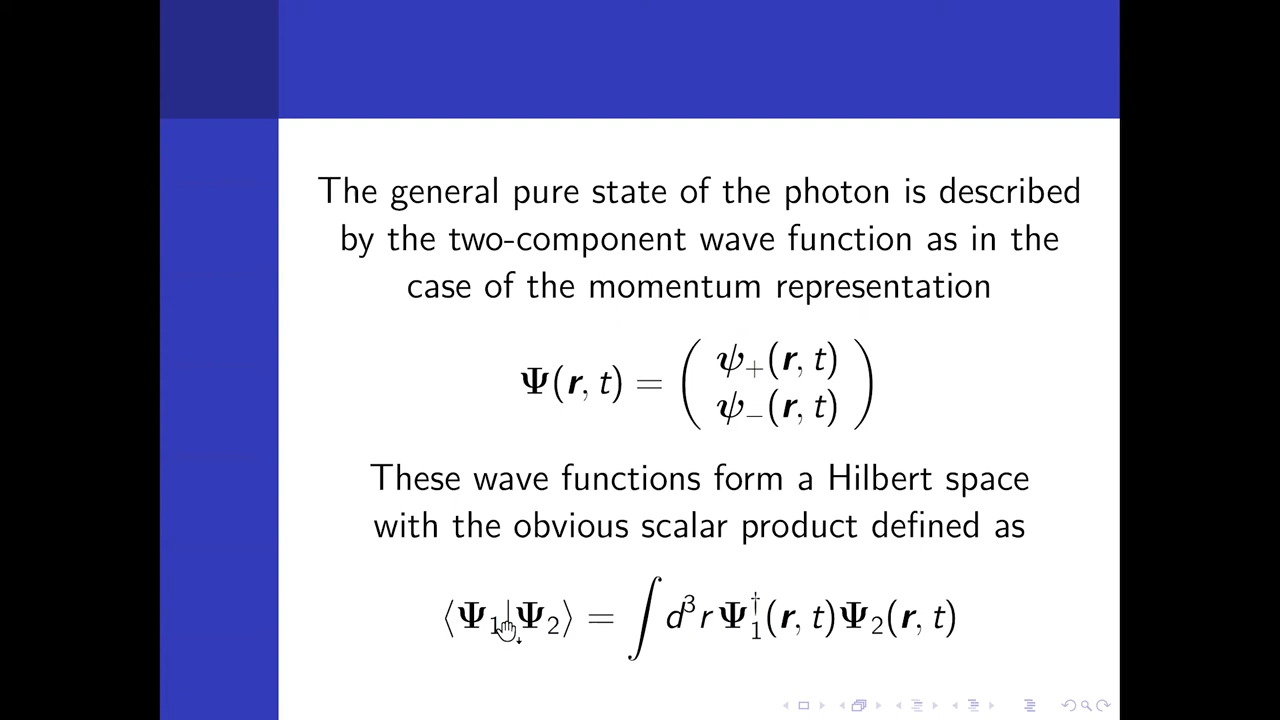 The general pure state of the photon is described
by the two-component wave function as in the
case of the momentum representation
Ψ(r, t) = ( ψ₊(r, t)
ψ₋(r, t) )
These wave functions form a Hilbert space
with the obvious scalar product defined as
⟨Ψ₁|Ψ₂⟩ = ∫ d³r Ψ₁†(r, t)Ψ₂(r, t)